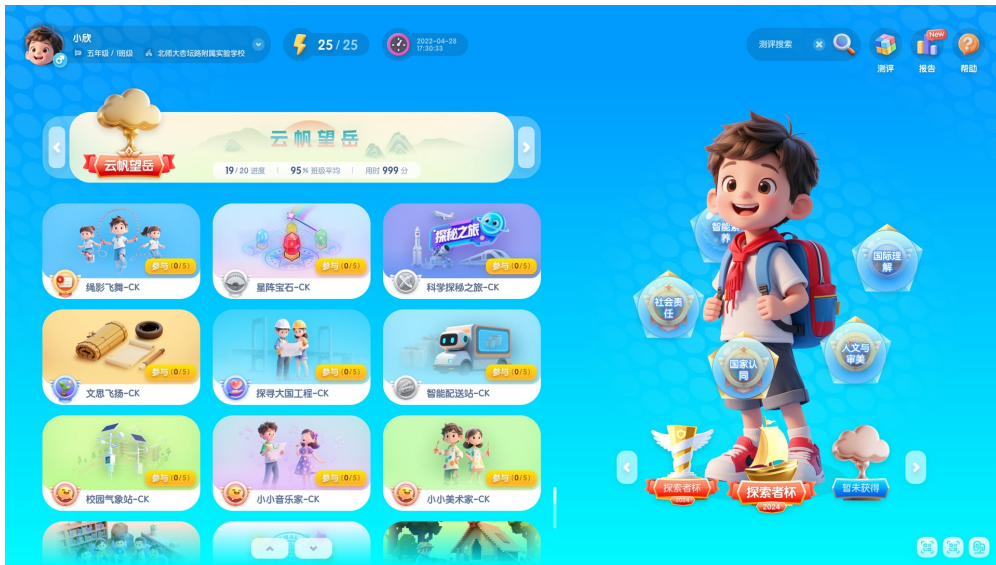 小欣
五年级 / 1班级 北师大杏坛路附属实验学校
25 / 25
2022-04-28
17:30:33
测评搜索
New
测评
报告
帮助
云帆望岳
云帆望岳
19 / 20 进度
95 % 班级平均
用时 999 分
参与 (0/5)
绳影飞舞-CK
参与 (0/5)
星阵宝石-CK
探秘之旅
参与 (0/5)
科学探秘之旅-CK
参与 (0/5)
文思飞扬-CK
参与 (0/5)
探寻大国工程-CK
参与 (0/5)
智能配送站-CK
参与 (0/5)
校园气象站-CK
参与 (0/5)
小小音乐家-CK
参与 (0/5)
小小美术家-CK
智能素
养
国际理
解
社会责
任
人文与
审美
国家认
同
探索者杯
2024
探索者杯
2024
暂未获得